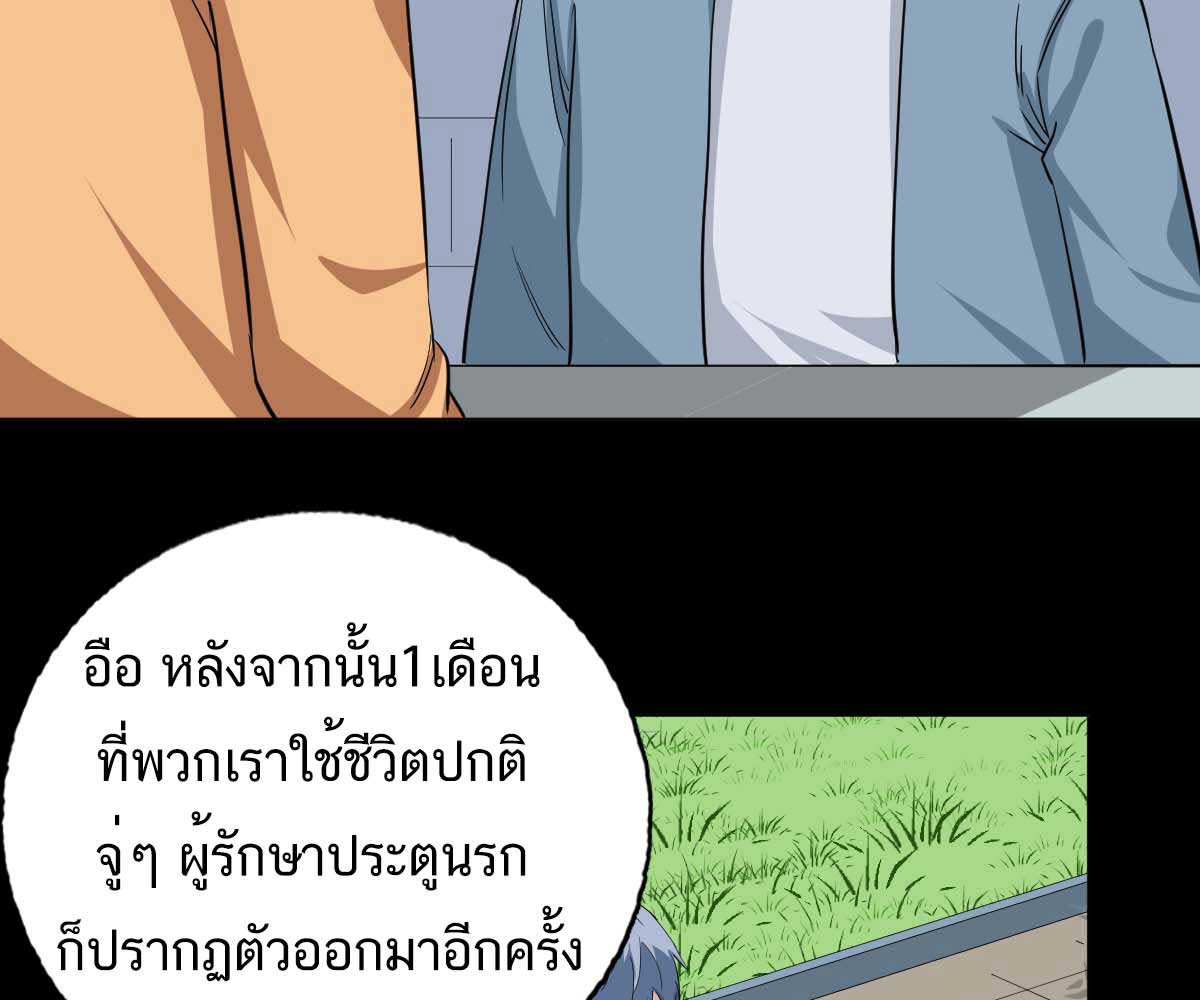 อือ หลังจากนั้น1เดือน
ที่พวกเราใช้ชีวิตปกติ
จู่ๆ ผู้รักษาประตูนรก
ก็ปรากฏตัวออกมาอีกครั้ง